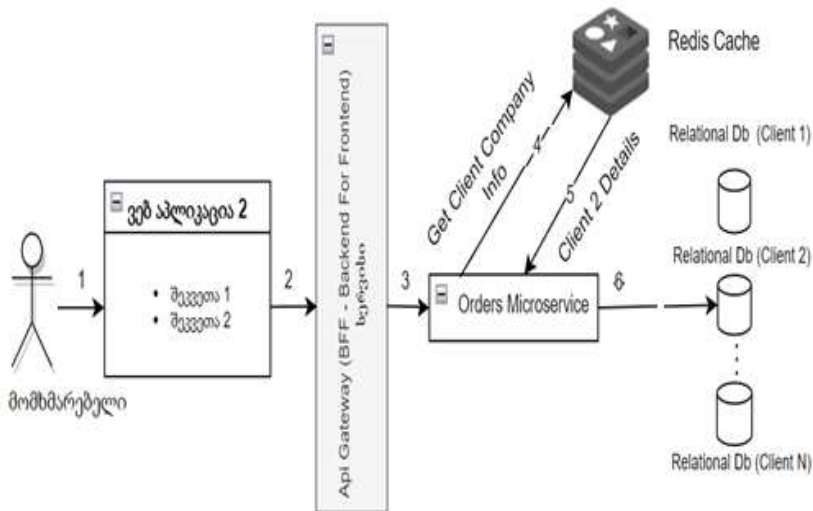 Redis Cache
Get Client Company
Info
4
5
Client 2 Details
Relational Db (Client 1)
ვებ აპლიკაცია 2
შეკვეთა 1
შეკვეთა 2
1
2
Api Gateway (BFF - Backend For Frontend)
სერვისი
3
Orders Microservice
6
Relational Db (Client 2)
მომხმარებელი
Relational Db (Client N)